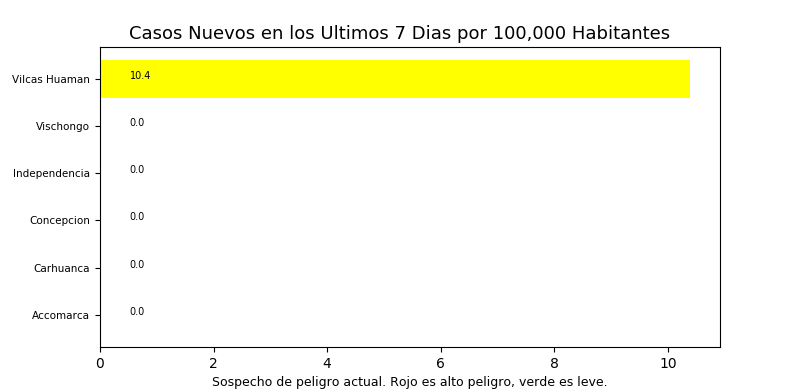 Casos Nuevos en los Ultimos 7 Dias por 100,000 Habitantes
Vilcas Huaman 10.4
Vischongo 0.0
Independencia 0.0
Concepcion 0.0
Carhuanca 0.0
Accomarca 0.0
0 2 4 6 8 10
Sospecho de peligro actual. Rojo es alto peligro, verde es leve.